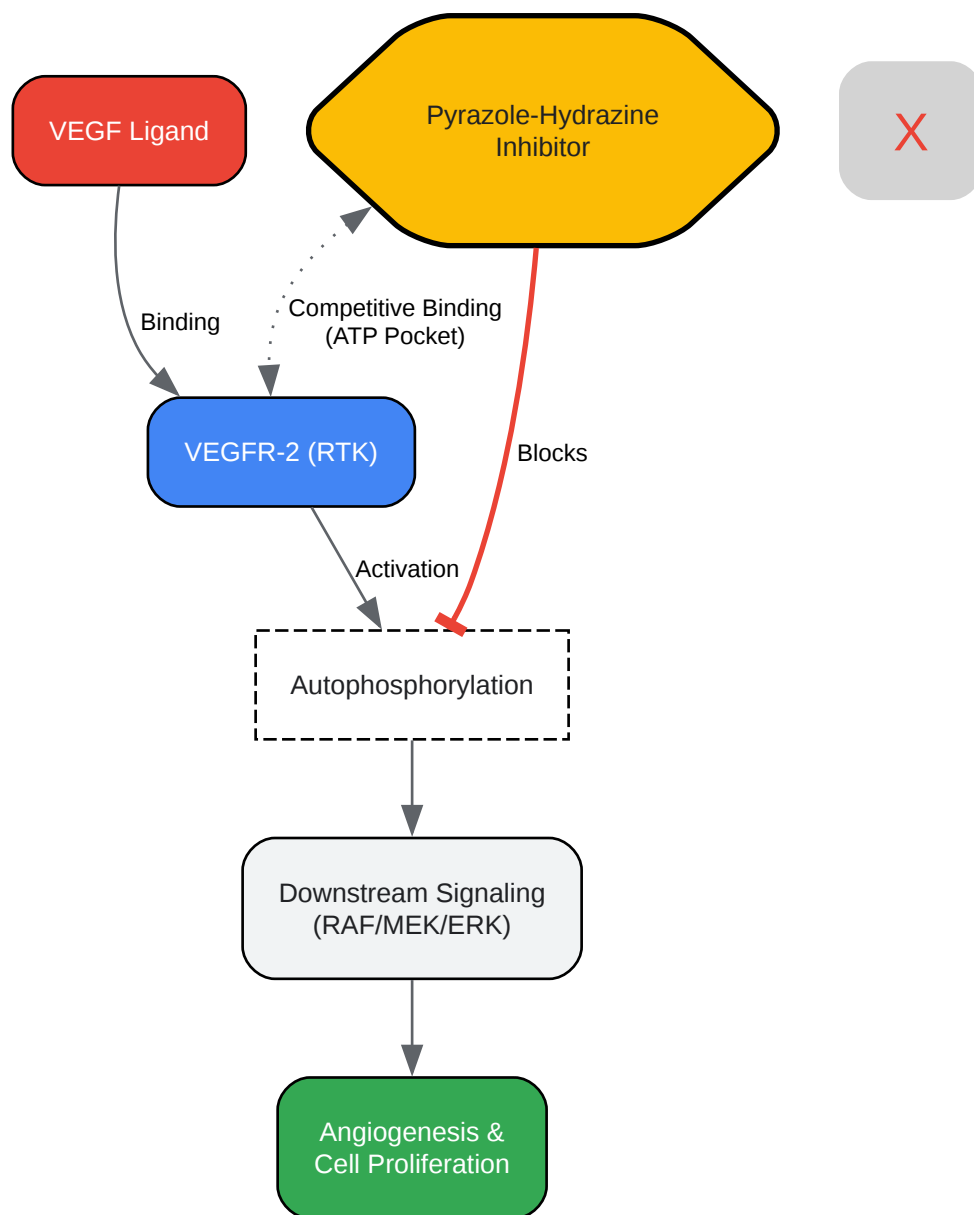 VEGF Ligand
Pyrazole-Hydrazine
Inhibitor
X
Binding
Competitive Binding
(ATP Pocket)
VEGFR-2 (RTK)
Blocks
Activation
Autophosphorylation
Downstream Signaling
(RAF/MEK/ERK)
Angiogenesis &
Cell Proliferation